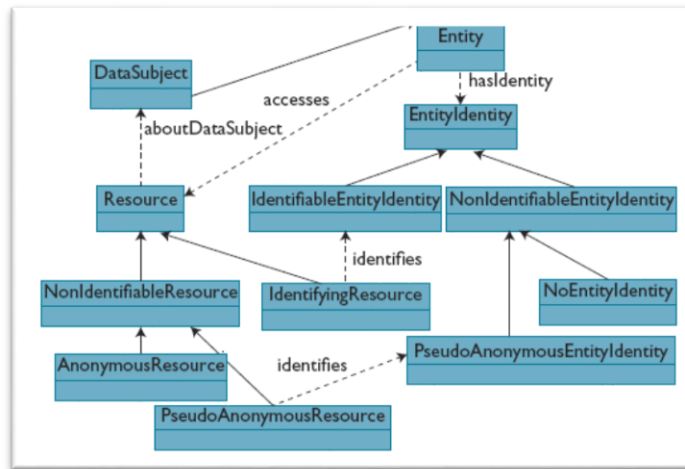 Entity
DataSubject
hasIdentity
accesses
EntityIdentity
aboutDataSubject
Resource
IdentifiableEntityIdentity
NonIdentifiableEntityIdentity
identifies
NonIdentifiableResource
IdentifyingResource
NoEntityIdentity
AnonymousResource
identifies
PseudoAnonymousEntityIdentity
PseudoAnonymousResource